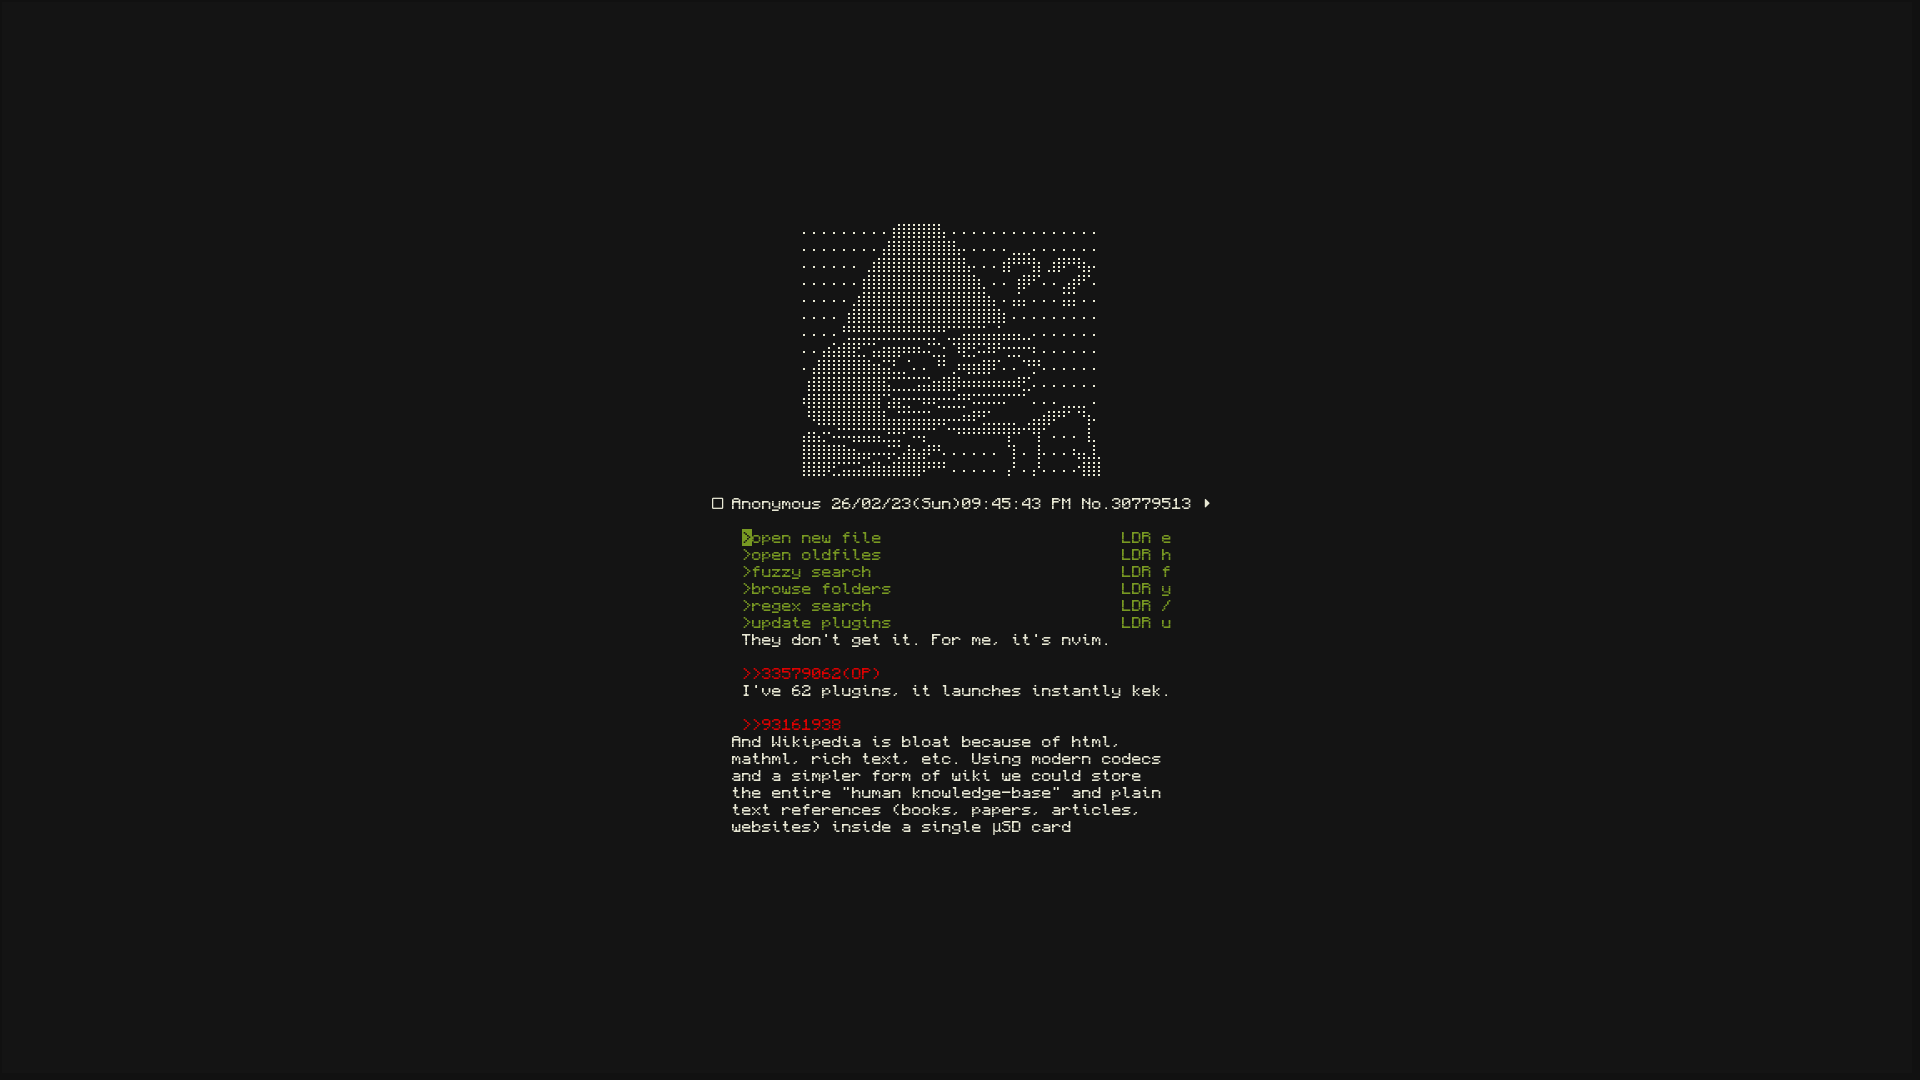 ??
□ Anonymous 26/02/23(Sun)09:45:43 PM No.30779513 ▸
>open new file LDR e
>open oldfiles LDR h
>fuzzy search LDR f
>browse folders LDR y
>regex search LDR /
>update plugins LDR u
They don't get it. For me, it's nvim.
>>33579062(OP)
I've 62 plugins, it launches instantly kek.
>>93161938
And Wikipedia is bloat because of html,
mathml, rich text, etc. Using modern codecs
and a simpler form of wiki we could store
the entire "human knowledge-base" and plain
text references (books, papers, articles,
websites) inside a single µSD card